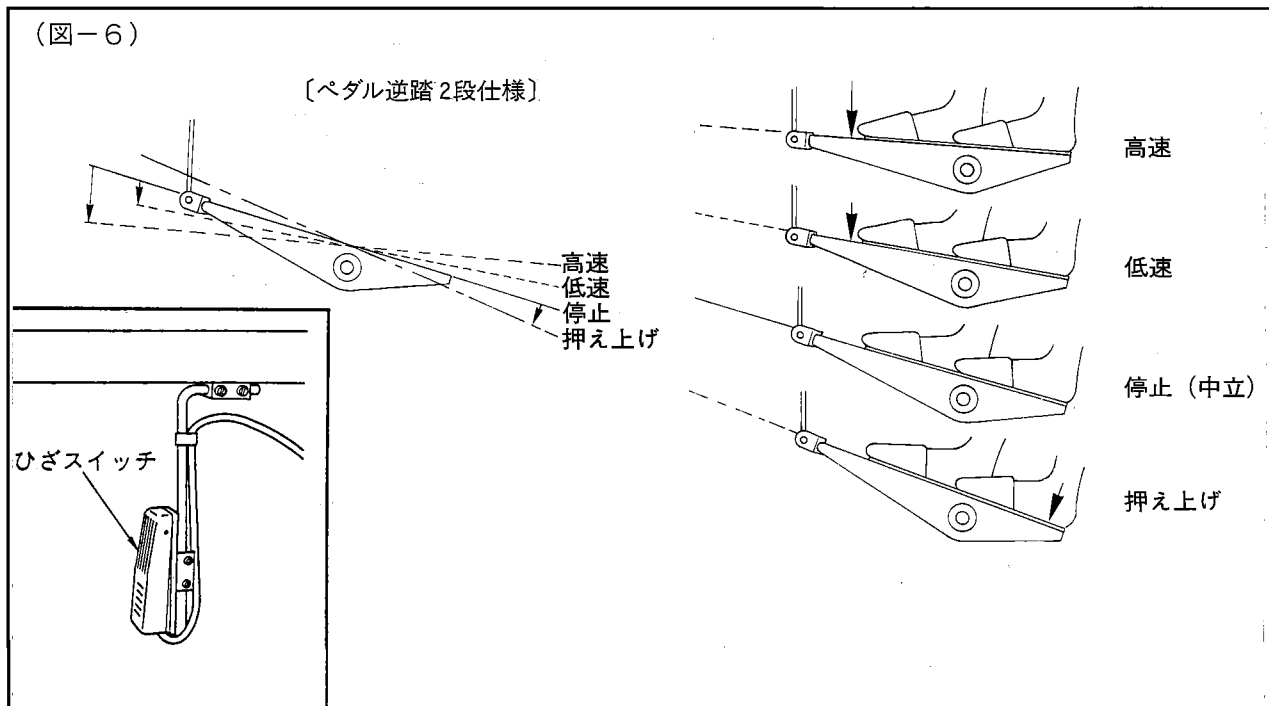 (図−6)
〔ペダル逆踏2段仕様〕
高速
低速
停止
押え上げ
ひざスイッチ
高速
低速
停止(中立)
押え上げ